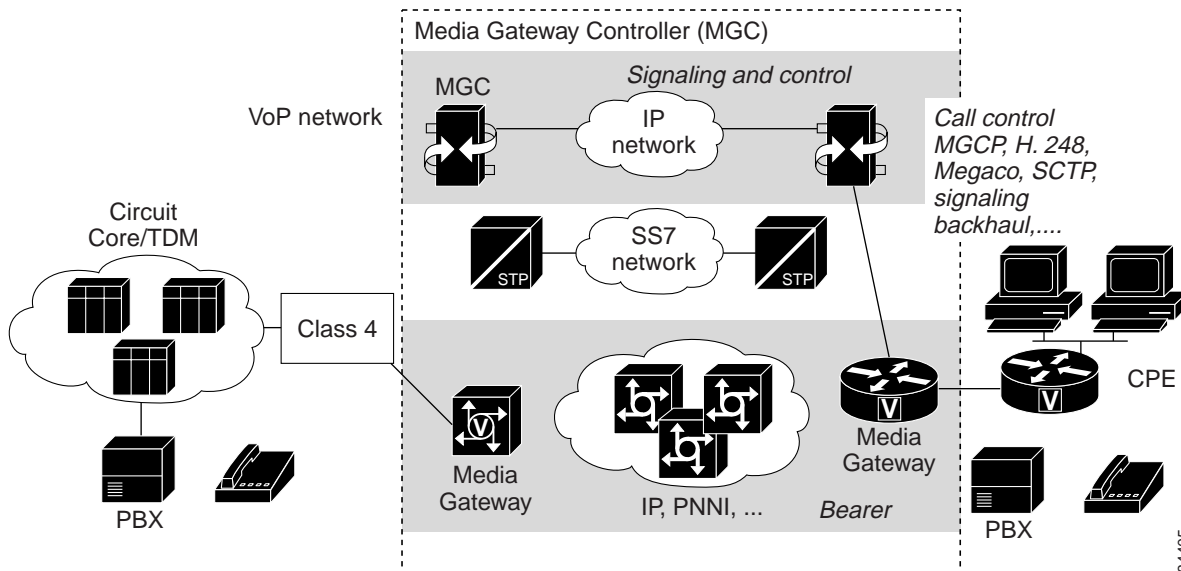 Media Gateway Controller (MGC)
Signaling and control
MGC
VoP network
IP
network
Call control
MGCP, H. 248,
Megaco, SCTP,
signaling
backhaul,....
Circuit
Core/TDM
SS7
network
STP
STP
Class 4
V
Media
Gateway
IP, PNNI, ...
Bearer
V
Media
Gateway
V
CPE
PBX
PBX